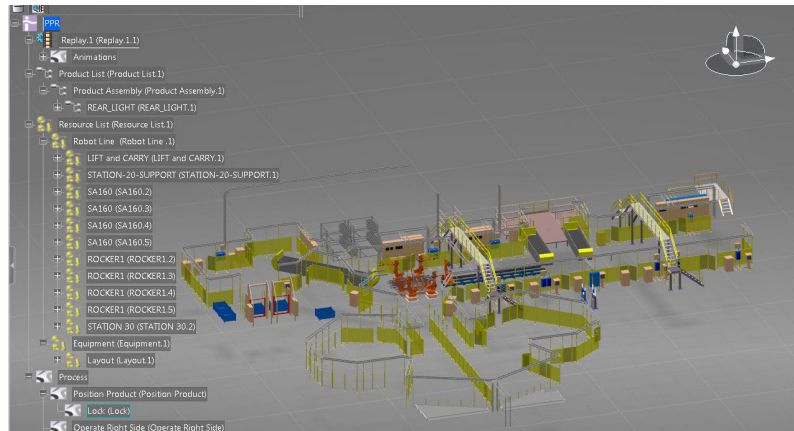 PPR
Replay.1 (Replay.1.1)
Animations
Product List (Product List.1)
Product Assembly (Product Assembly.1)
REAR_LIGHT (REAR_LIGHT.1)
Resource List (Resource List.1)
Robot Line (Robot Line .1)
LIFT and CARRY (LIFT and CARRY.1)
STATION-20-SUPPORT (STATION-20-SUPPORT.1)
SA160 (SA160.2)
SA160 (SA160.3)
SA160 (SA160.4)
SA160 (SA160.5)
ROCKER1 (ROCKER1.2)
ROCKER1 (ROCKER1.3)
ROCKER1 (ROCKER1.4)
ROCKER1 (ROCKER1.5)
STATION 30 (STATION 30.2)
Equipment (Equipment.1)
Layout (Layout.1)
Process
Position Product (Position Product)
Lock (Lock)
Operate Right Side (Operate Right Side)